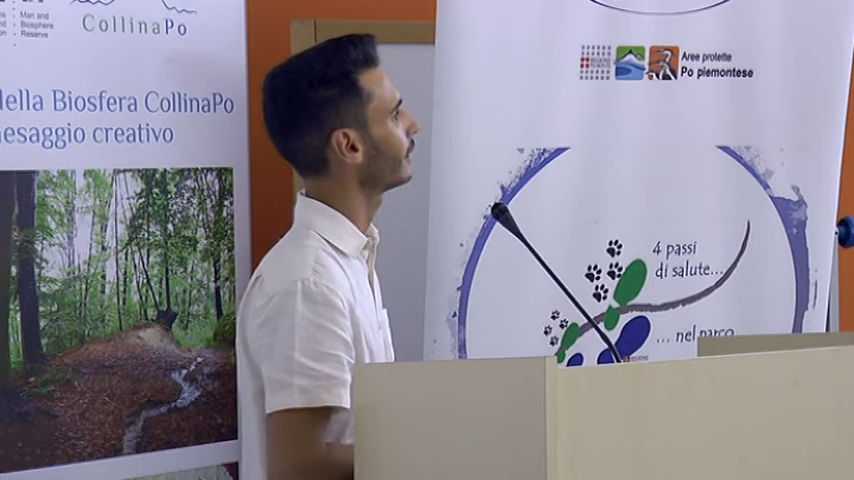 Man and
Biosphere
Reserve
CollinaPo
della Biosfera CollinaPo
esaggio creativo
Aree protette
Po piemontese
4 passi
di salute...
... nel parco